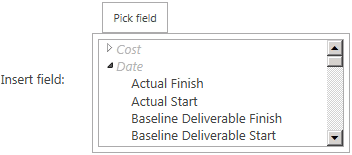 Pick field
Cost
Date
Insert field:
Actual Finish
Actual Start
Baseline Deliverable Finish
Baseline Deliverable Start